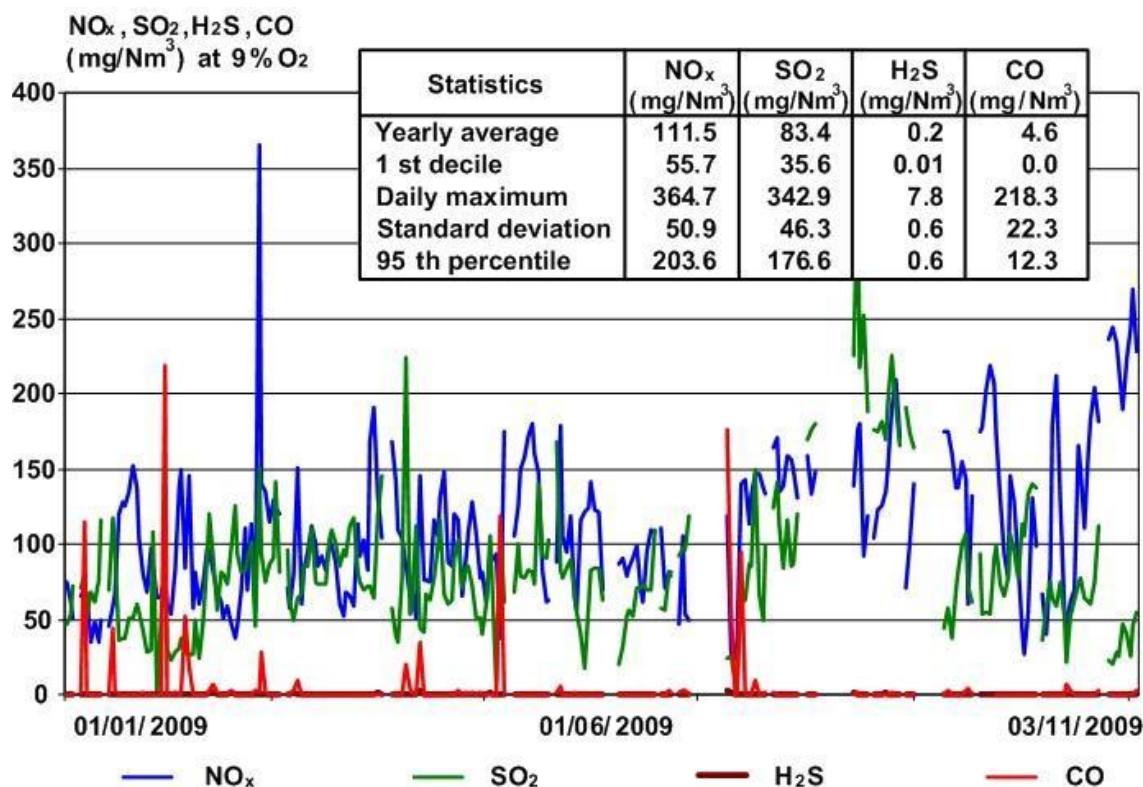 NOx, SO2, H2S, CO
(mg/Nm3) at 9% O2
Statistics NOx (mg/Nm3) SO2 (mg/Nm3) H2S (mg/Nm3) CO (mg/Nm3)
Yearly average 111.5 83.4 0.2 4.6
1 st decile 55.7 35.6 0.01 0.0
Daily maximum 364.7 342.9 7.8 218.3
Standard deviation 50.9 46.3 0.6 22.3
95 th percentile 203.6 176.6 0.6 12.3
400
350
300
250
200
150
100
50
0
01/01/2009 01/06/2009 03/11/2009
NOx SO2 H2S CO